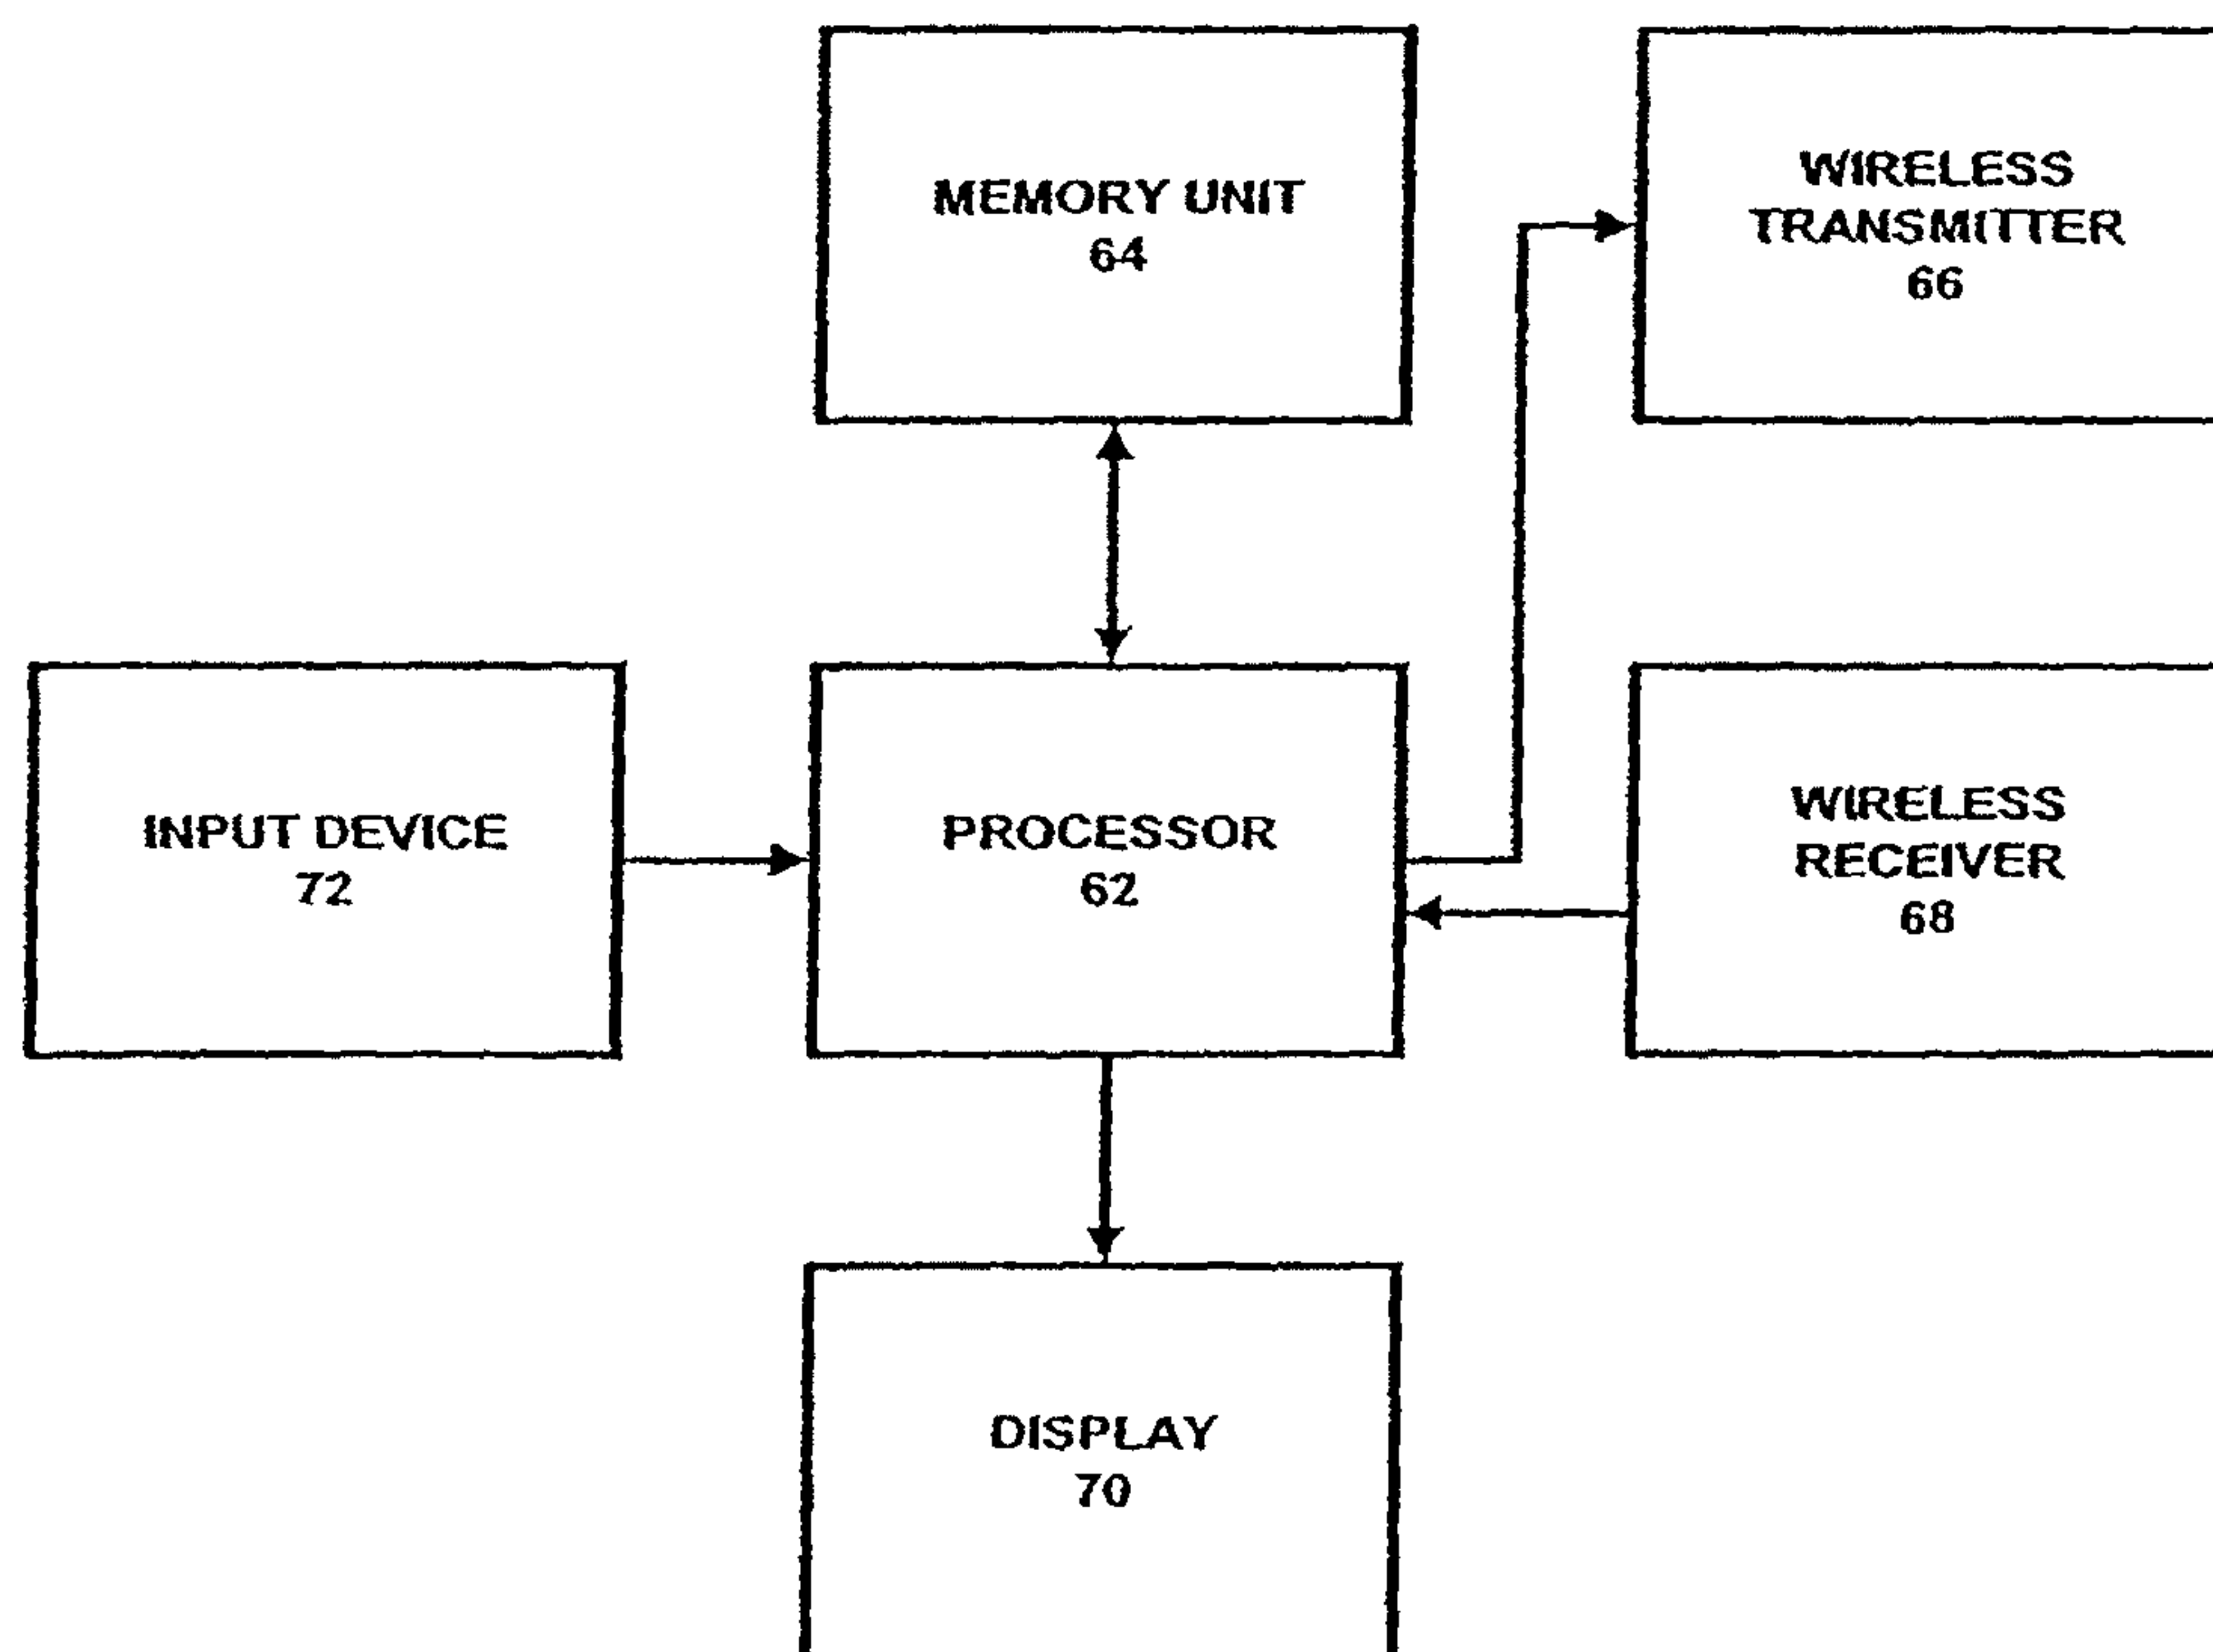 MEMORY UNIT
64
WIRELESS
TRANSMITTER
66
INPUT DEVICE
72
PROCESSOR
62
WIRELESS
RECEIVER
68
DISPLAY
70